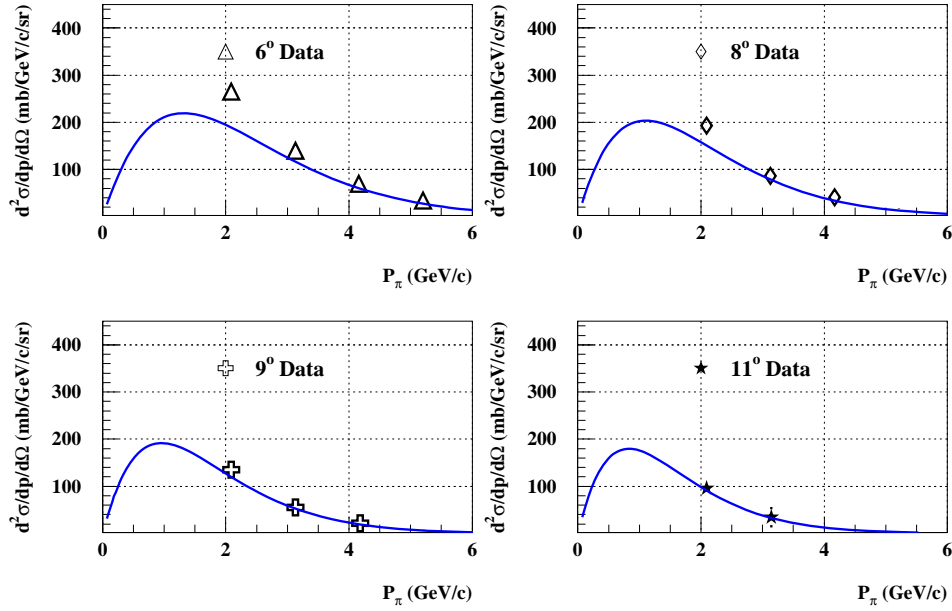 d²σ/dp/dΩ (mb/GeV/c/sr)
400
300
200
100
6° Data
0 2 4 6
P_π (GeV/c)
d²σ/dp/dΩ (mb/GeV/c/sr)
400
300
200
100
8° Data
0 2 4 6
P_π (GeV/c)
d²σ/dp/dΩ (mb/GeV/c/sr)
400
300
200
100
9° Data
0 2 4 6
P_π (GeV/c)
d²σ/dp/dΩ (mb/GeV/c/sr)
400
300
200
100
11° Data
0 2 4 6
P_π (GeV/c)